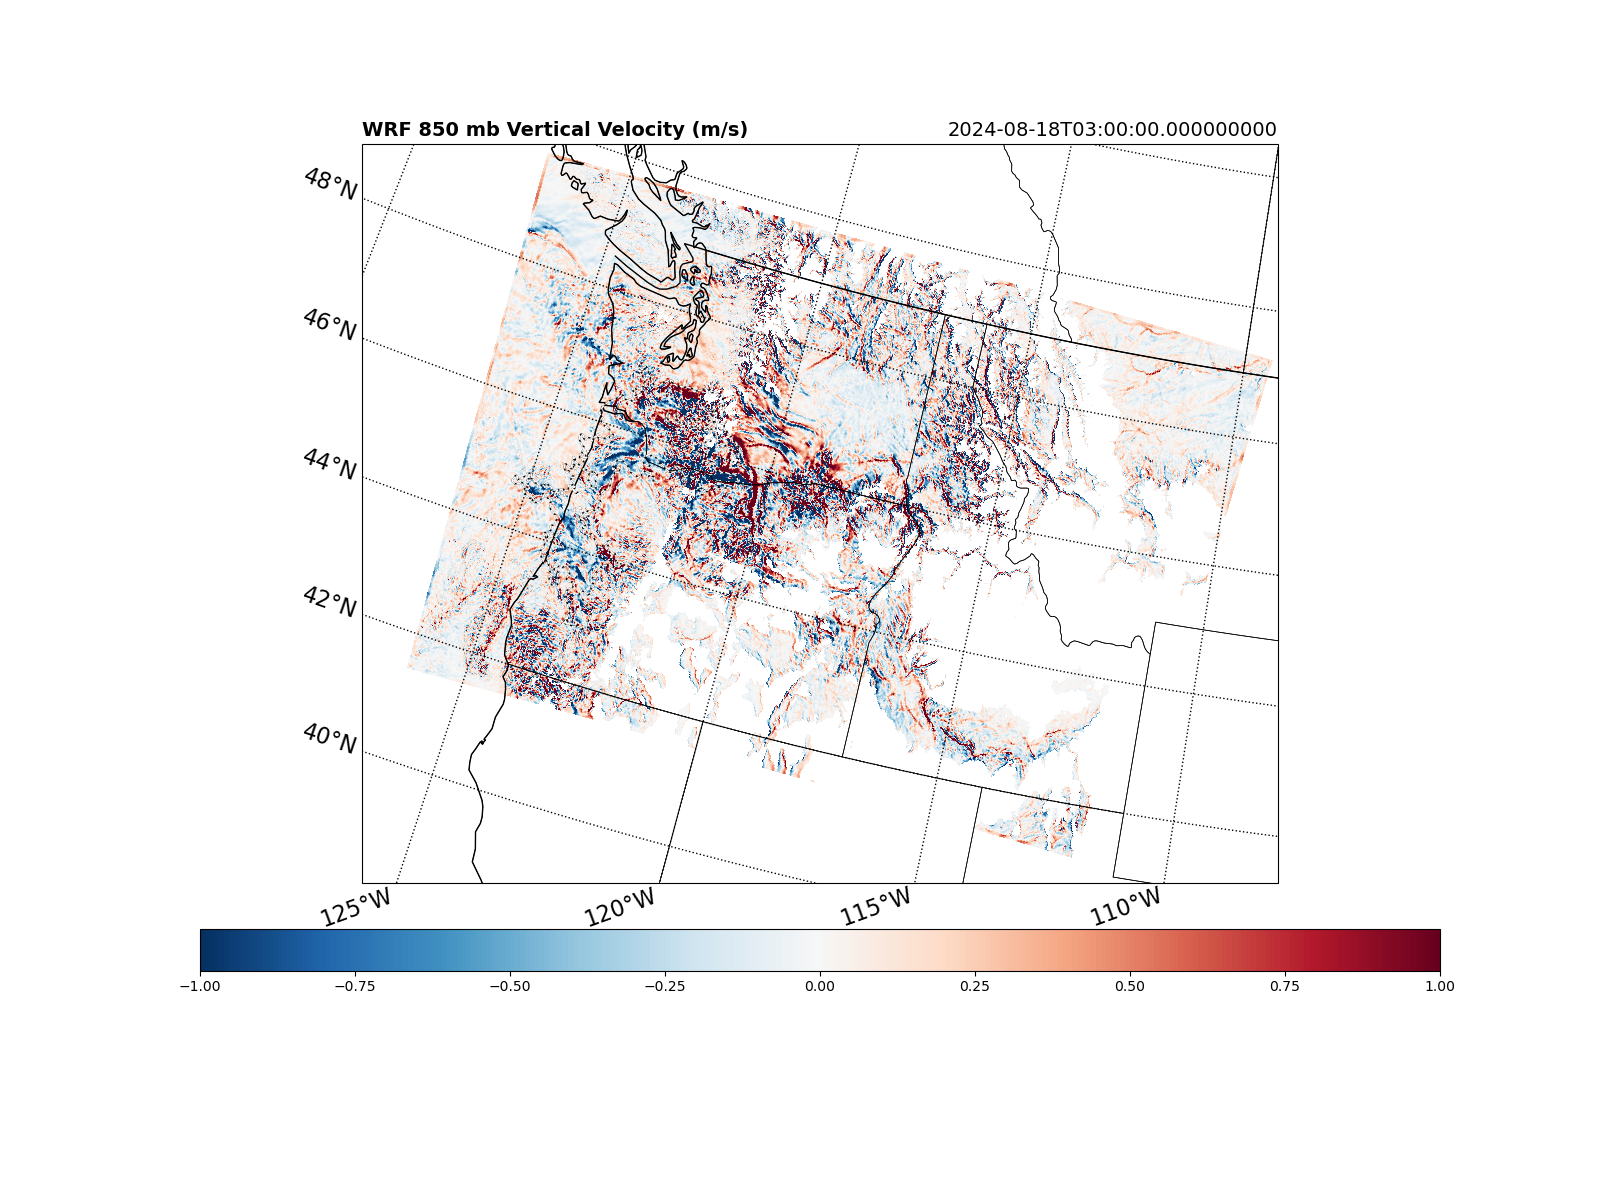 WRF 850 mb Vertical Velocity (m/s) 2024-08-18T03:00:00.000000000
48°N
46°N
44°N
42°N
40°N
125°W 120°W 115°W 110°W
−1.00 −0.75 −0.50 −0.25 0.00 0.25 0.50 0.75 1.00